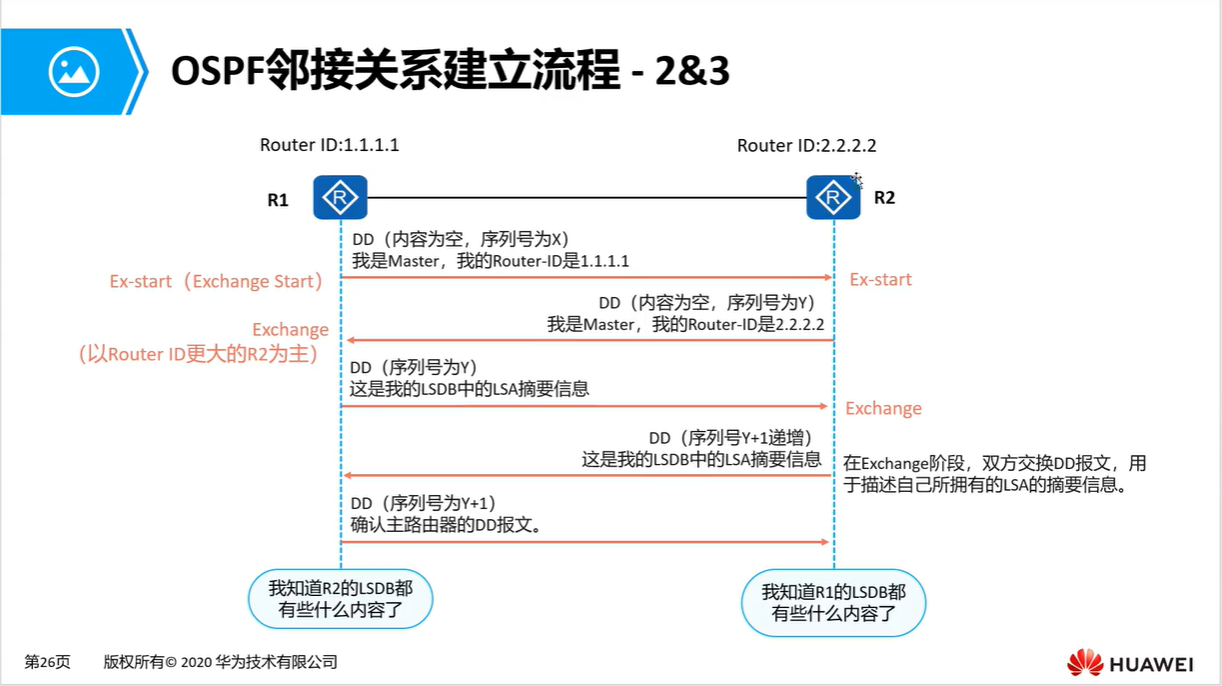 OSPF邻接关系建立流程 - 2&3
Router ID:1.1.1.1
Router ID:2.2.2.2
R1
R
R
R2
DD（内容为空，序列号为X）
我是Master，我的Router-ID是1.1.1.1
Ex-start（Exchange Start）
Ex-start
DD（内容为空，序列号为Y）
我是Master，我的Router-ID是2.2.2.2
Exchange
（以Router ID更大的R2为主）
DD（序列号为Y）
这是我的LSDB中的LSA摘要信息
Exchange
DD（序列号Y+1递增）
这是我的LSDB中的LSA摘要信息
在Exchange阶段，双方交换DD报文，用
于描述自己所拥有的LSA的摘要信息。
DD（序列号为Y+1）
确认主路由器的DD报文。
我知道R2的LSDB都
有些什么内容了
我知道R1的LSDB都
有些什么内容了
第26页
版权所有© 2020 华为技术有限公司
HUAWEI